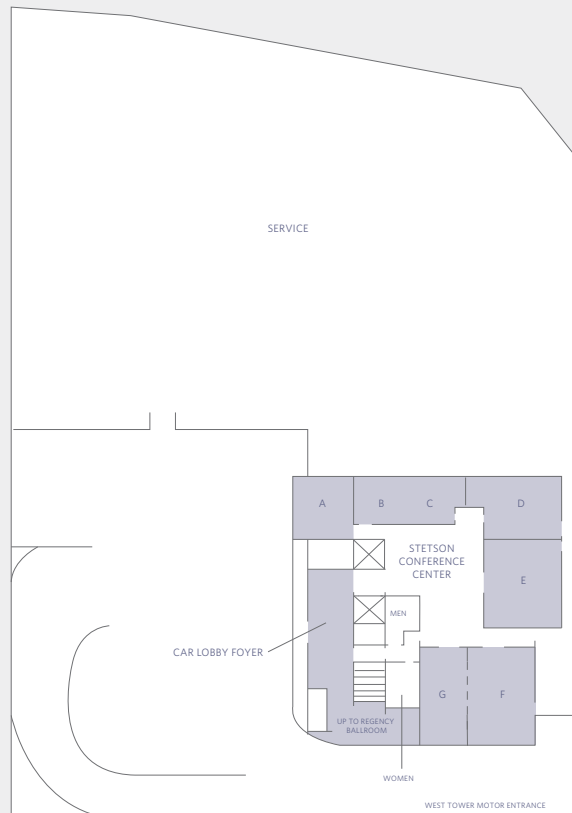 SERVICE
A
B
C
D
STETSON
CONFERENCE
CENTER
E
MEN
CAR LOBBY FOYER
G
F
UP TO REGENCY
BALLROOM
WOMEN
WEST TOWER MOTOR ENTRANCE